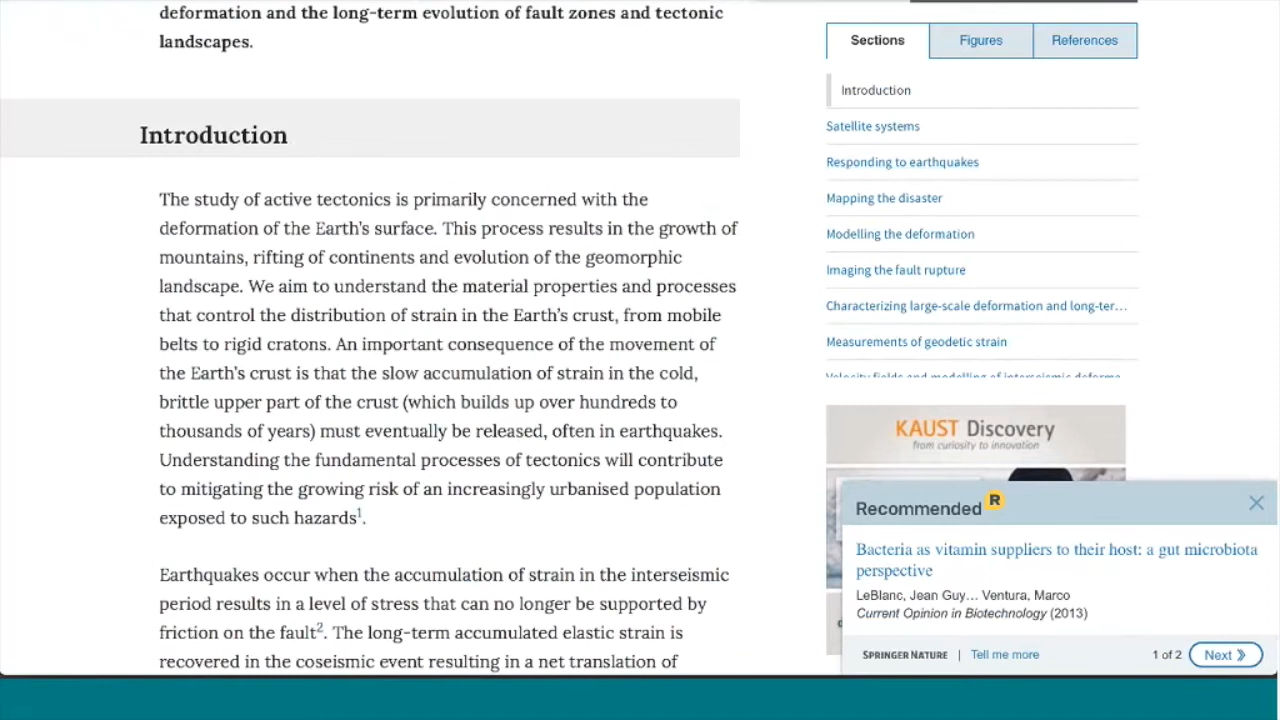 deformation and the long-term evolution of fault zones and tectonic
landscapes.
Introduction
The study of active tectonics is primarily concerned with the
deformation of the Earth's surface. This process results in the growth of
mountains, rifting of continents and evolution of the geomorphic
landscape. We aim to understand the material properties and processes
that control the distribution of strain in the Earth's crust, from mobile
belts to rigid cratons. An important consequence of the movement of
the Earth's crust is that the slow accumulation of strain in the cold,
brittle upper part of the crust (which builds up over hundreds to
thousands of years) must eventually be released, often in earthquakes.
Understanding the fundamental processes of tectonics will contribute
to mitigating the growing risk of an increasingly urbanised population
exposed to such hazards1.
Earthquakes occur when the accumulation of strain in the interseismic
period results in a level of stress that can no longer be supported by
friction on the fault2. The long-term accumulated elastic strain is
recovered in the coseismic event resulting in a net translation of
Sections Figures References
Introduction
Satellite systems
Responding to earthquakes
Mapping the disaster
Modelling the deformation
Imaging the fault rupture
Characterizing large-scale deformation and long-ter…
Measurements of geodetic strain
Velocity fields and modelling of interseismic deforma
KAUST Discovery
from curiosity to innovation
Recommended R
Bacteria as vitamin suppliers to their host: a gut microbiota
perspective
LeBlanc, Jean Guy… Ventura, Marco
Current Opinion in Biotechnology (2013)
SPRINGER NATURE | Tell me more 1 of 2 Next